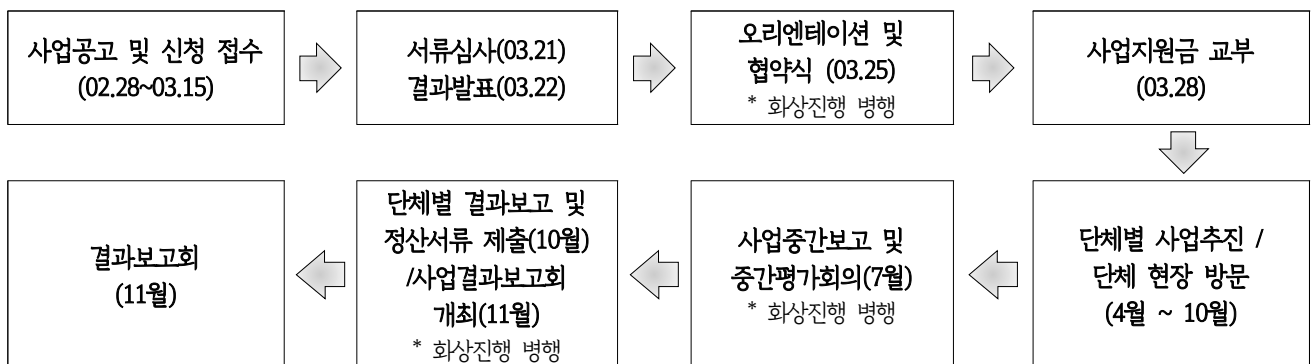 사업공고 및 신청 접수
(02.28~03.15)
서류심사(03.21)
결과발표(03.22)
오리엔테이션 및
협약식 (03.25)
* 화상진행 병행
사업지원금 교부
(03.28)
단체별 사업추진 /
단체 현장 방문
(4월 ~ 10월)
사업중간보고 및
중간평가회의(7월)
* 화상진행 병행
단체별 결과보고 및
정산서류 제출(10월)
/사업결과보고회
개최(11월)
* 화상진행 병행
결과보고회
(11월)